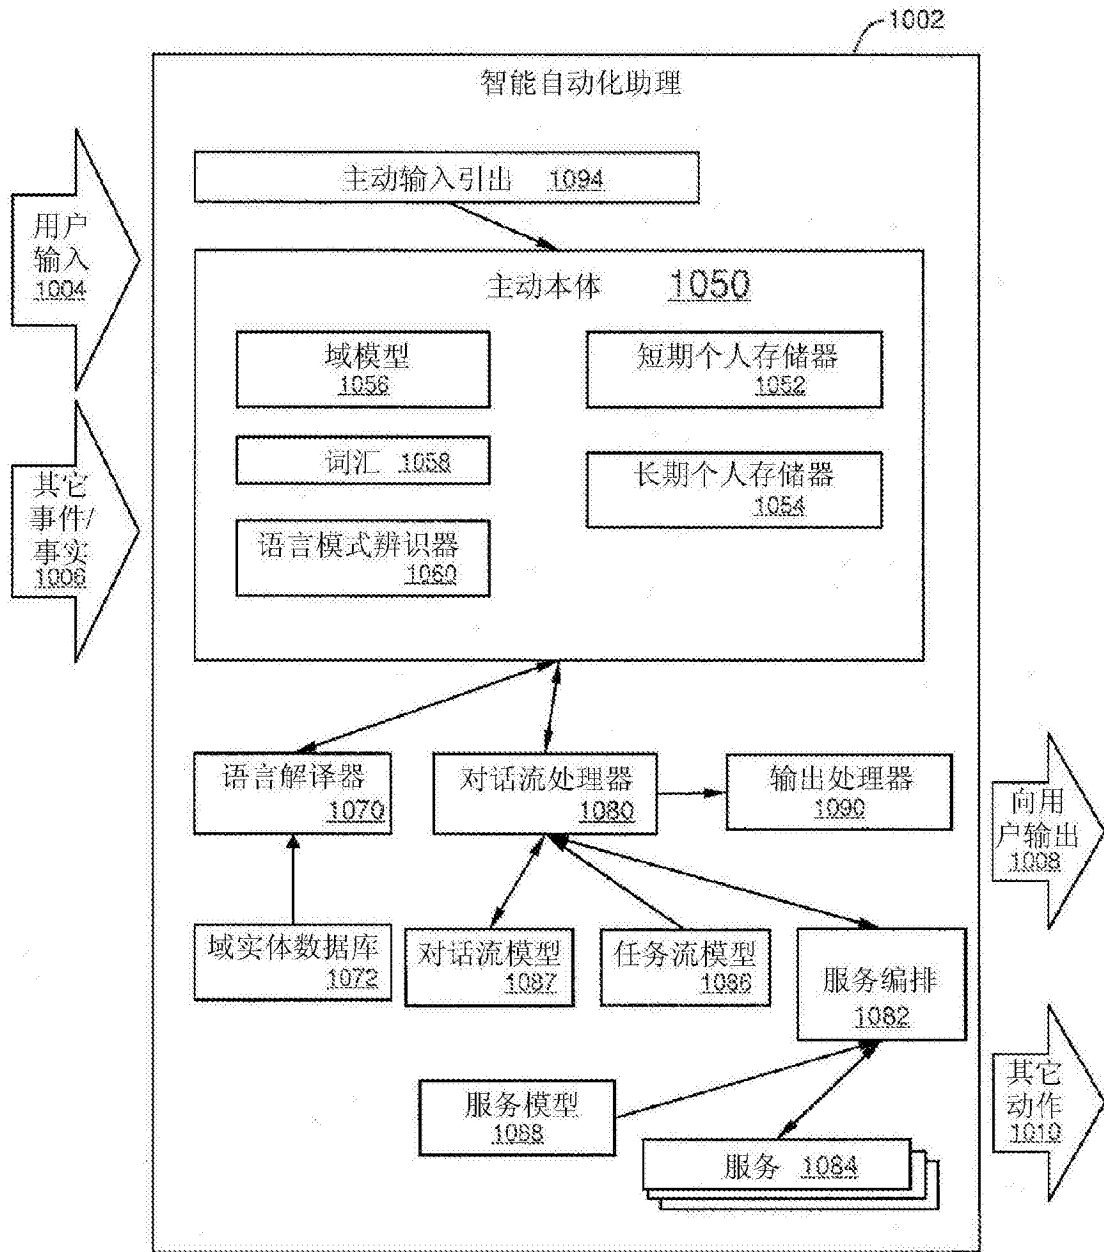 1002
智能自动化助理
主动输入引出 1094
用户
输入
1004
主动本体 1050
域模型
1056
短期个人存储器
1052
词汇 1058
长期个人存储器
1054
语言模式辨识器
1060
其它
事件/
事实
1006
语言解译器
1070
对话流处理器
1080
输出处理器
1090
向用
户输出
1008
域实体数据库
1072
对话流模型
1087
任务流模型
1086
服务编排
1082
服务模型
1088
服务 1084
其它
动作
1010